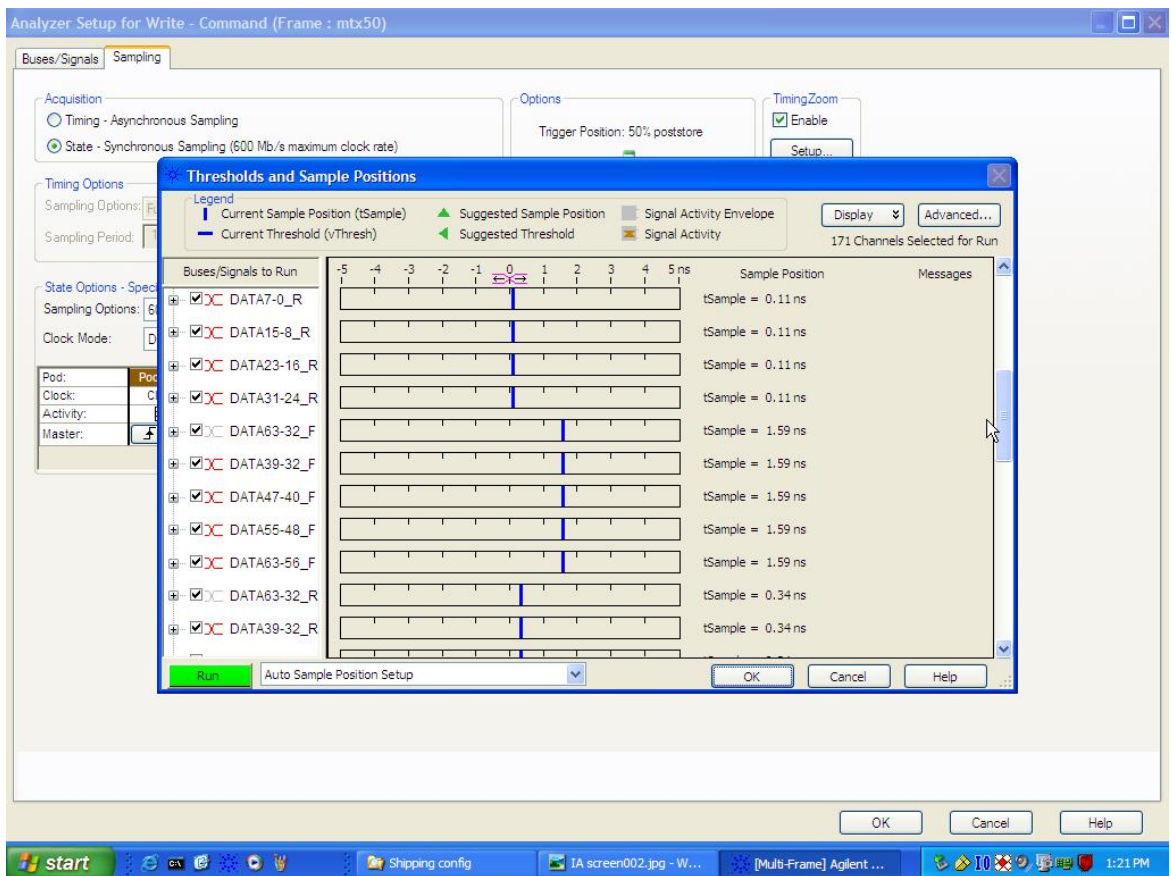 Analyzer Setup for Write - Command (Frame : mtx50)
Buses/Signals Sampling
Acquisition
Timing - Asynchronous Sampling
State - Synchronous Sampling (600 Mb/s maximum clock rate)
Options
Trigger Position: 50% poststore
TimingZoom
Enable
Setup...
Timing Options
Sampling Options:
Sampling Period:
State Options - Speci
Sampling Options:
Clock Mode:
Pod:
Clock:
Activity:
Master:
Thresholds and Sample Positions
Legend
Current Sample Position (tSample) Suggested Sample Position Signal Activity Envelope
Current Threshold (vThresh) Suggested Threshold Signal Activity
Display Advanced...
171 Channels Selected for Run
Buses/Signals to Run -5 -4 -3 -2 -1 0 1 2 3 4 5 ns Sample Position Messages
DATA7-0_R tSample = 0.11 ns
DATA15-8_R tSample = 0.11 ns
DATA23-16_R tSample = 0.11 ns
DATA31-24_R tSample = 0.11 ns
DATA63-32_F tSample = 1.59 ns
DATA39-32_F tSample = 1.59 ns
DATA47-40_F tSample = 1.59 ns
DATA55-48_F tSample = 1.59 ns
DATA63-56_F tSample = 1.59 ns
DATA63-32_R tSample = 0.34 ns
DATA39-32_R tSample = 0.34 ns
Run Auto Sample Position Setup OK Cancel Help
OK Cancel Help
start Shipping config IA screen002.jpg - W... [Multi-Frame] Agilent ... 1:21 PM